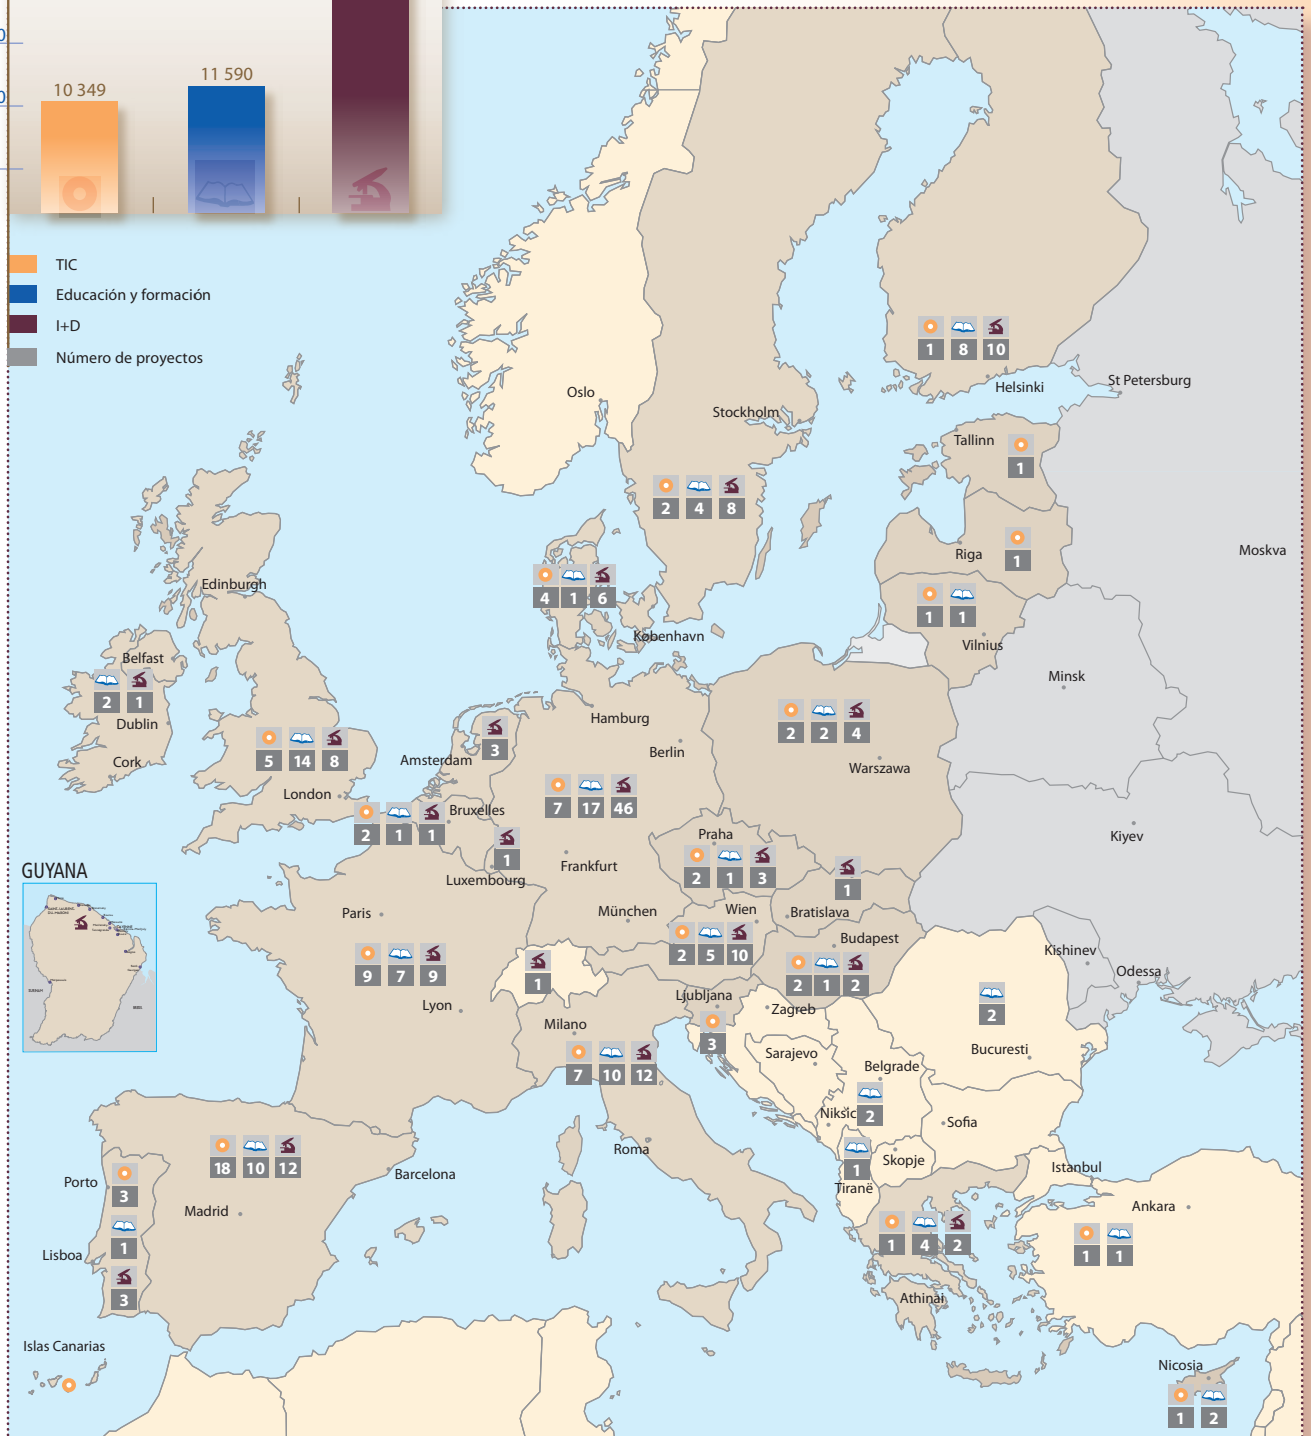 0
10 349
11 590
0
TIC
Educación y formación
I+D
Número de proyectos
1 8 10
Helsinki
St Petersburg
Oslo
Stockholm
Tallinn
1
2 4 8
Riga
1
Moskva
Edinburgh
4 1 6
København
1 1
Vilnius
Belfast
2 1
Dublin
Cork
Minsk
Hamburg
Berlin
2 2 4
Warszawa
3
Amsterdam
5 14 8
London
7 17 46
2 1 1
Bruxelles
Kiyev
Praha
2 1 3
1
Luxembourg
Frankfurt
1
GUYANA
SURINAM
Paris
München
Wien
Bratislava
2 5 10
Budapest
2 1 2
Kishinev
Odessa
9 7 9
Lyon
1
Ljubljana
3
Zagreb
2
Bucuresti
Milano
7 10 12
Sarajevo
Belgrade
2
Niksic
Sofia
1
Skopje
Tiranë
Istanbul
Ankara
1 1
18 10 12
Roma
Barcelona
Porto
3
Madrid
1
Lisboa
3
1 4 2
Athinai
Islas Canarias
Nicosia
1 2